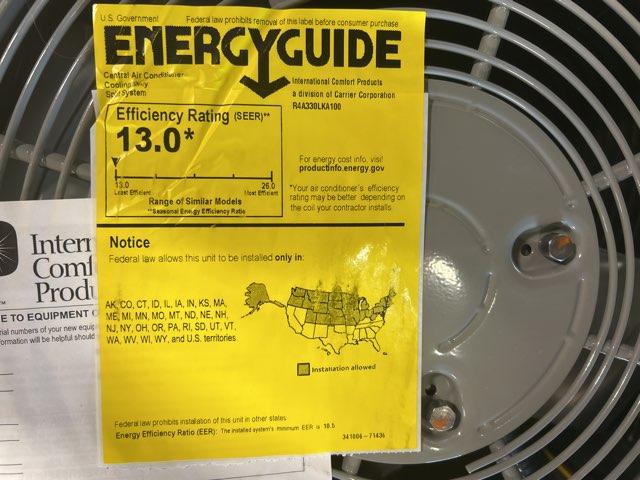 U.S. Government Federal law prohibits removal of this label before consumer purchase
ENERGYGUIDE
Central Air Conditioner
Cooling Only
Split System
International Comfort Products
a division of Carrier Corporation
R4A330LKA100
Efficiency Rating (SEER)**
13.0*
13.0
Least Efficient
26.0
Most Efficient
Range of Similar Models
**Seasonal Energy Efficiency Ratio
For energy cost info, visit
productinfo.energy.gov
*Your air conditioner's efficiency
rating may be better depending on
the coil your contractor installs.
Notice
Federal law allows this unit to be installed only in:
AK, CO, CT, ID, IL, IA, IN, KS, MA,
ME, MI, MN, MO, MT, ND, NE, NH,
NJ, NY, OH, OR, PA, RI, SD, UT, VT,
WA, WV, WI, WY, and U.S. territories
Installation allowed
Federal law prohibits installation of this unit in other states.
Energy Efficiency Ratio (EER): The installed system's minimum EER is 10.5
341006-71436
Intern
Comf
Produ
TM
E TO EQUIPMENT O
rial numbers of your new equip
formation will be helpful should